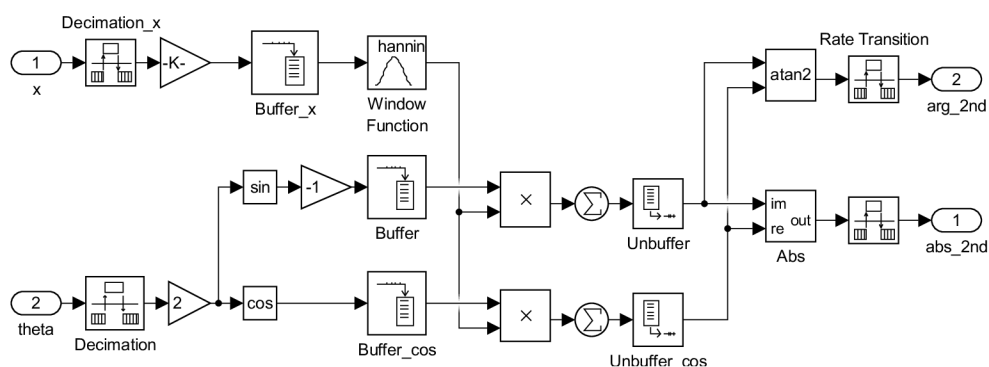 Decimation_x
1
x
-K-
Buffer_x
hannin
Window
Function
sin
-1
Buffer
×
Σ
Unbuffer
2
theta
Decimation
2
cos
Buffer_cos
×
Σ
Unbuffer_cos
atan2
Rate Transition
2
arg_2nd
im
re
out
Abs
1
abs_2nd